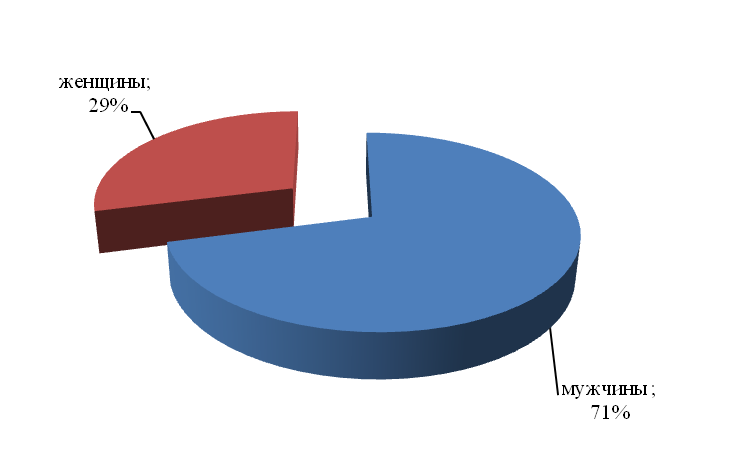 женщины;
29%
мужчины ;
71%